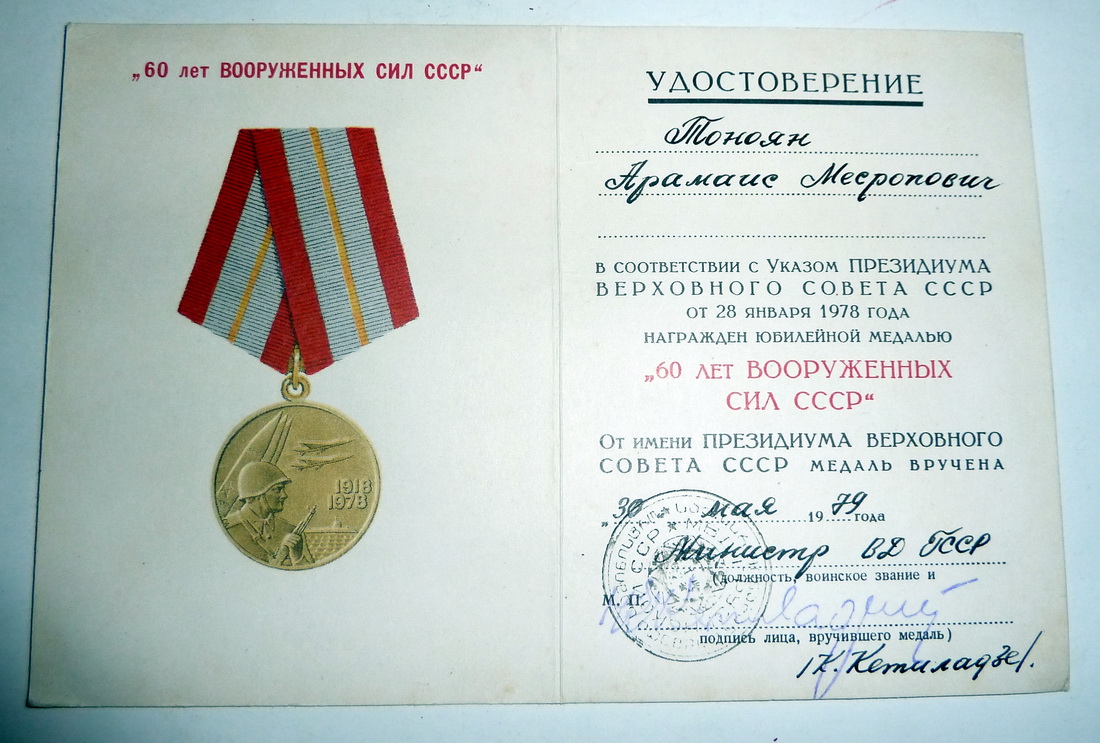 „60 лет ВООРУЖЕННЫХ СИЛ СССР“
1918
1978
УДОСТОВЕРЕНИЕ
Тоноян
Арамаис Месропович
В СООТВЕТСТВИИ С УКАЗОМ ПРЕЗИДИУМА
ВЕРХОВНОГО СОВЕТА СССР
ОТ 28 ЯНВАРЯ 1978 ГОДА
НАГРАЖДЕН ЮБИЛЕЙНОЙ МЕДАЛЬЮ
„60 ЛЕТ ВООРУЖЕННЫХ
СИЛ СССР“
ОТ ИМЕНИ ПРЕЗИДИУМА ВЕРХОВНОГО
СОВЕТА СССР МЕДАЛЬ ВРУЧЕНА
„30 мая 1979 года
Министр ВД ГССР
(должность, воинское звание и
М. П.
подпись лица, вручившего медаль)
/К. Кетиладзе/.